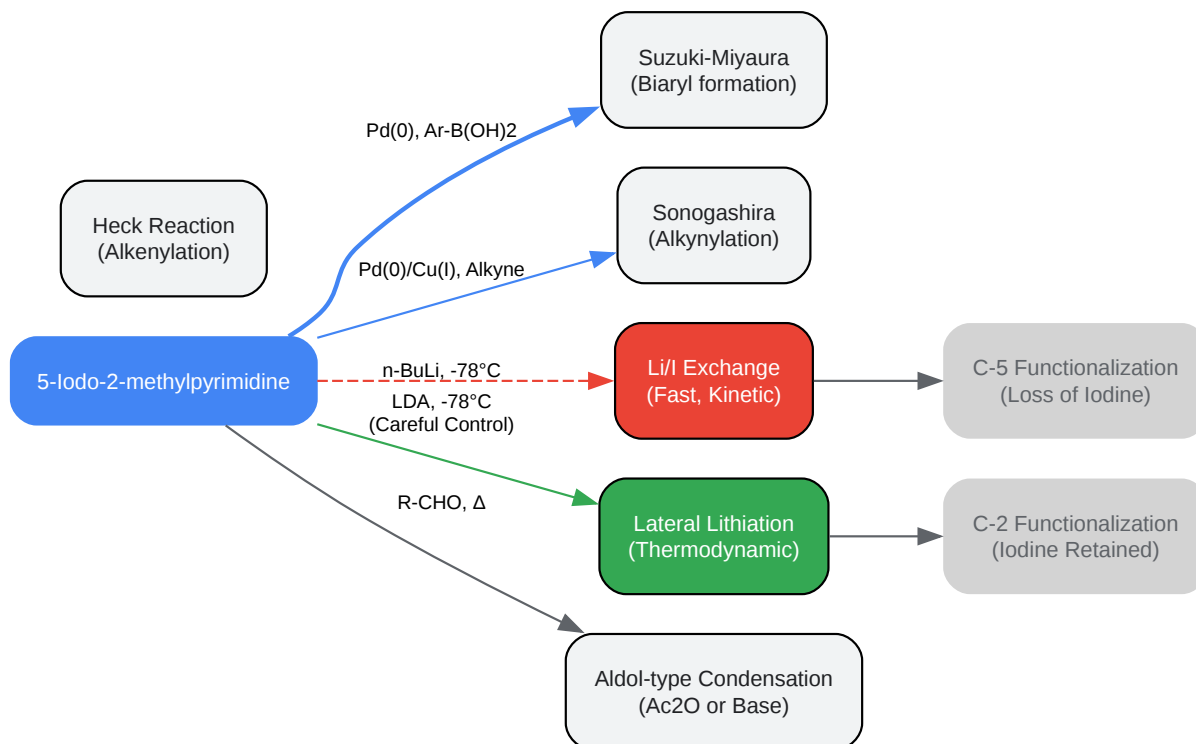 Suzuki-Miyaura
(Biaryl formation)
Pd(0), Ar-B(OH)2
Heck Reaction
(Alkenylation)
Sonogashira
(Alkynylation)
Pd(0)/Cu(I), Alkyne
5-Iodo-2-methylpyrimidine
n-BuLi, -78°C
Li/I Exchange
(Fast, Kinetic)
C-5 Functionalization
(Loss of Iodine)
LDA, -78°C
(Careful Control)
R-CHO, Δ
Lateral Lithiation
(Thermodynamic)
C-2 Functionalization
(Iodine Retained)
Aldol-type Condensation
(Ac2O or Base)